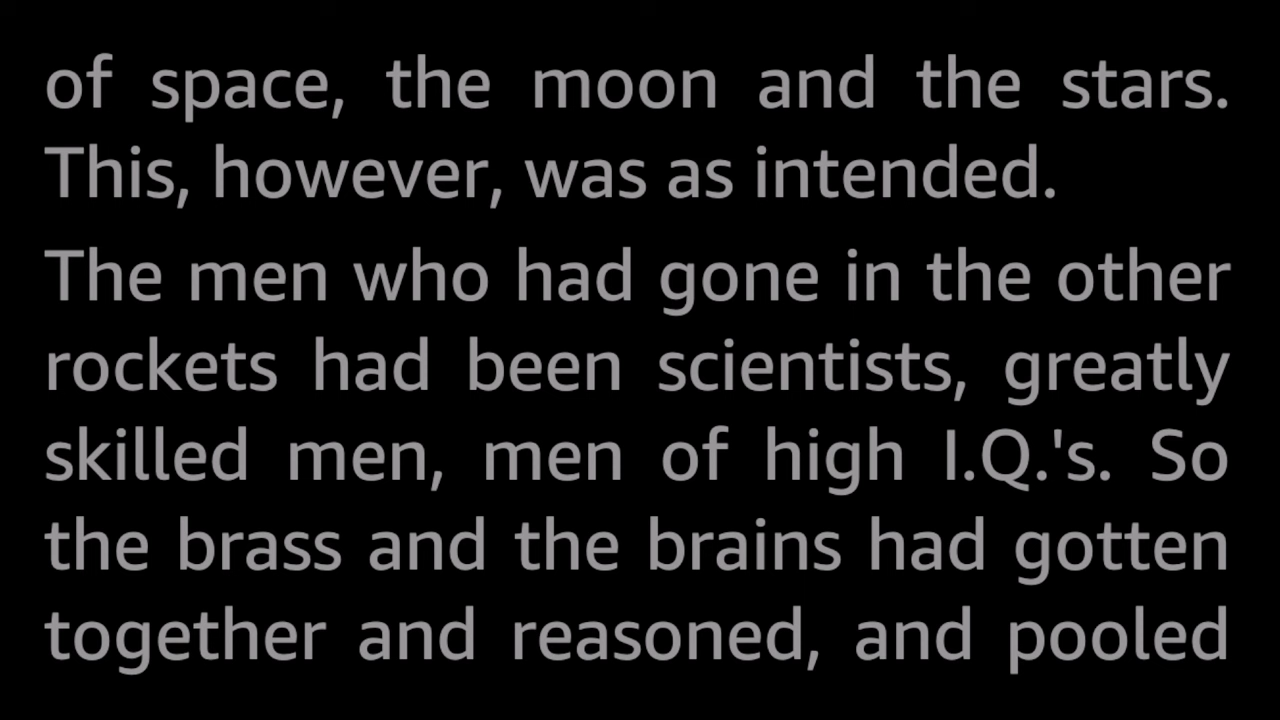 of space, the moon and the stars.
This, however, was as intended.
The men who had gone in the other
rockets had been scientists, greatly
skilled men, men of high I.Q.'s. So
the brass and the brains had gotten
together and reasoned, and pooled